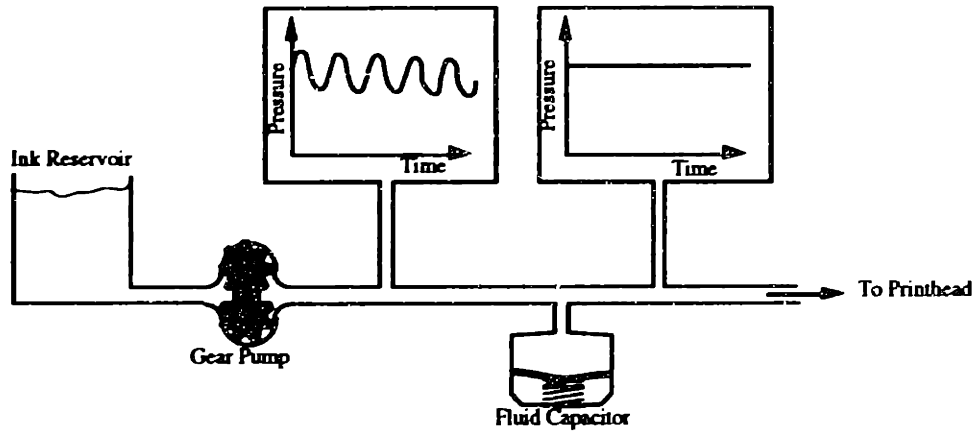 Pressure
Time
Pressure
Time
Ink Reservoir
To Printhead
Gear Pump
Fluid Capacitor